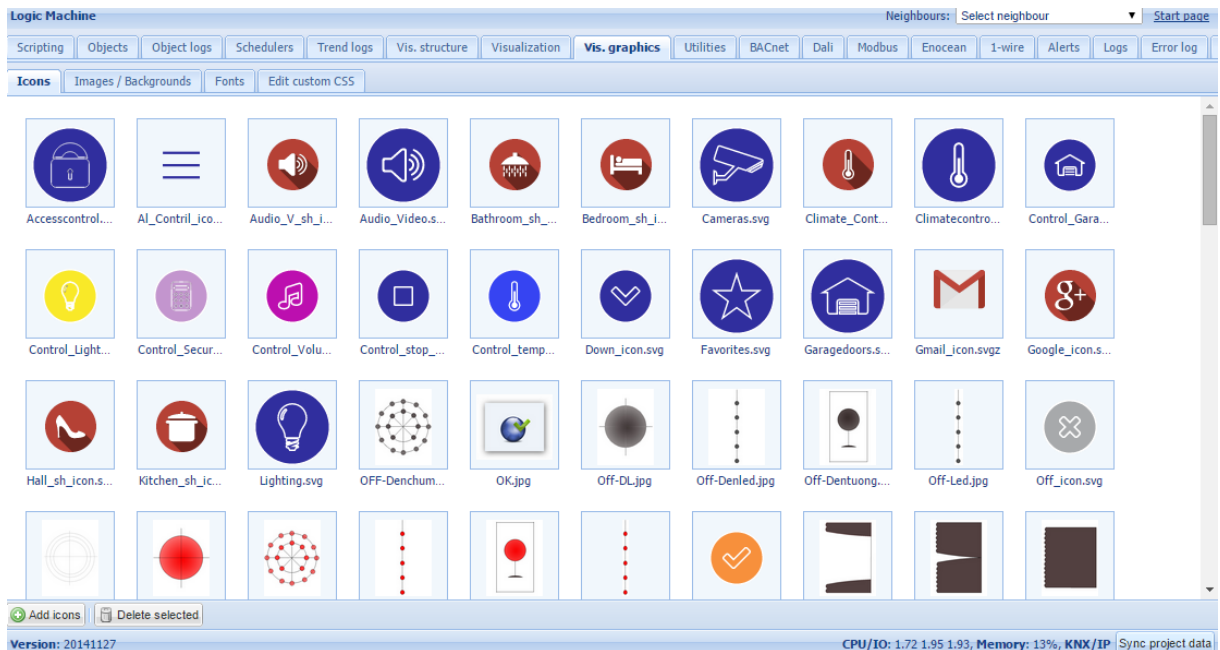 Logic Machine Neighbours: Select neighbour Start page
Scripting Objects Object logs Schedulers Trend logs Vis. structure Visualization Vis. graphics Utilities BACnet Dali Modbus Enocean 1-wire Alerts Logs Error log
Icons Images / Backgrounds Fonts Edit custom CSS
Accesscontrol.... Al_Contril_ico... Audio_V_sh_i... Audio_Video.s... Bathroom_sh_... Bedroom_sh_i... Cameras.svg Climate_Cont... Climatecontro... Control_Gara...
g+
Control_Light... Control_Secur... Control_Volu... Control_stop_... Control_temp... Down_icon.svg Favorites.svg Garagedoors.s... Gmail_icon.svgz Google_icon.s...
Hall_sh_icon.s... Kitchen_sh_ic... Lighting.svg OFF-Denchum... OK.jpg Off-DL.jpg Off-Denled.jpg Off-Dentuong.... Off-Led.jpg Off_icon.svg
Add icons Delete selected
Version: 20141127 CPU/IO: 1.72 1.95 1.93, Memory: 13%, KNX/IP Sync project data